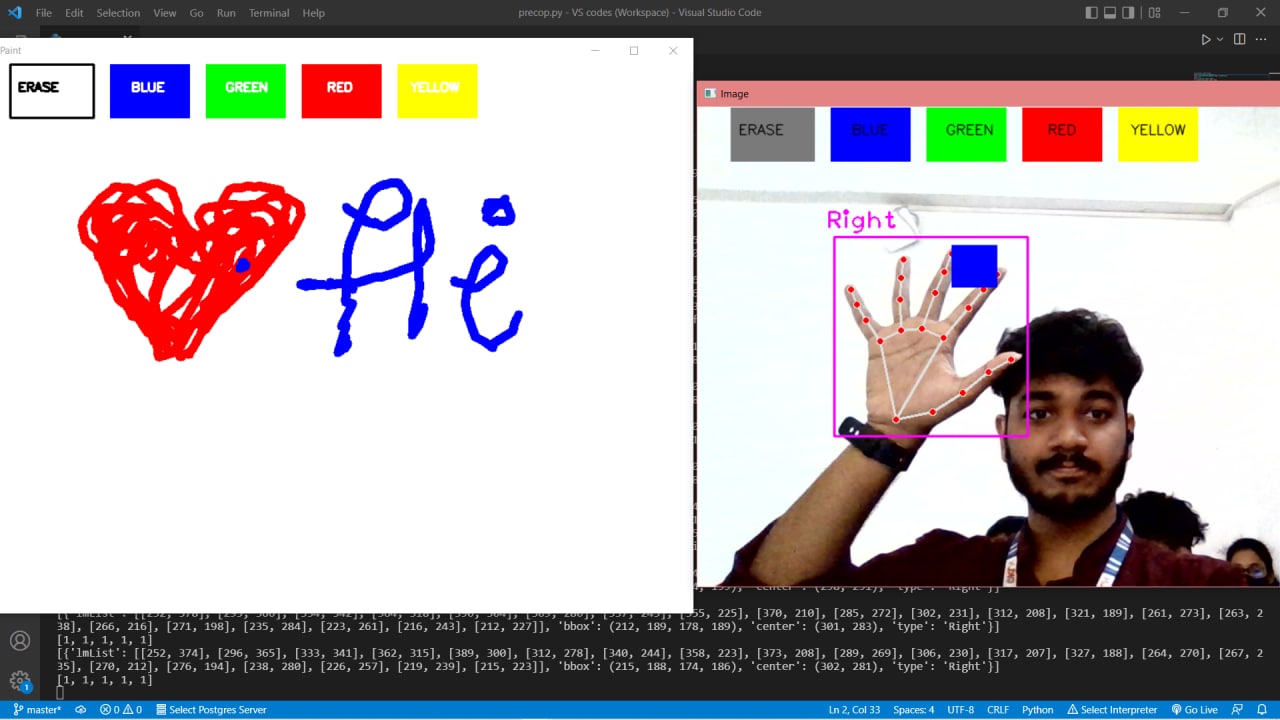 File Edit Selection View Go Run Terminal Help
precop.py - VS codes (Workspace) - Visual Studio Code
Paint
ERASE BLUE GREEN RED YELLOW
Hi
Image
ERASE BLUE GREEN RED YELLOW
Right
55, 225], [370, 210], [285, 272], [302, 231], [312, 208], [321, 189], [261, 273], [263, 2
38], [266, 216], [271, 198], [235, 284], [223, 261], [216, 243], [212, 227]], 'bbox': (212, 189, 178, 189), 'center': (301, 283), 'type': 'Right'}]
[1, 1, 1, 1, 1]
[{'lmList': [[252, 374], [296, 365], [333, 341], [362, 315], [389, 300], [312, 278], [340, 244], [358, 223], [373, 208], [289, 269], [306, 230], [317, 207], [327, 188], [264, 270], [267, 2
35], [270, 212], [276, 194], [238, 280], [226, 257], [219, 239], [215, 223]], 'bbox': (215, 188, 174, 186), 'center': (302, 281), 'type': 'Right'}]
[1, 1, 1, 1, 1]
master* 0 0 Select Postgres Server Ln 2, Col 33 Spaces: 4 UTF-8 CRLF Python Select Interpreter Go Live